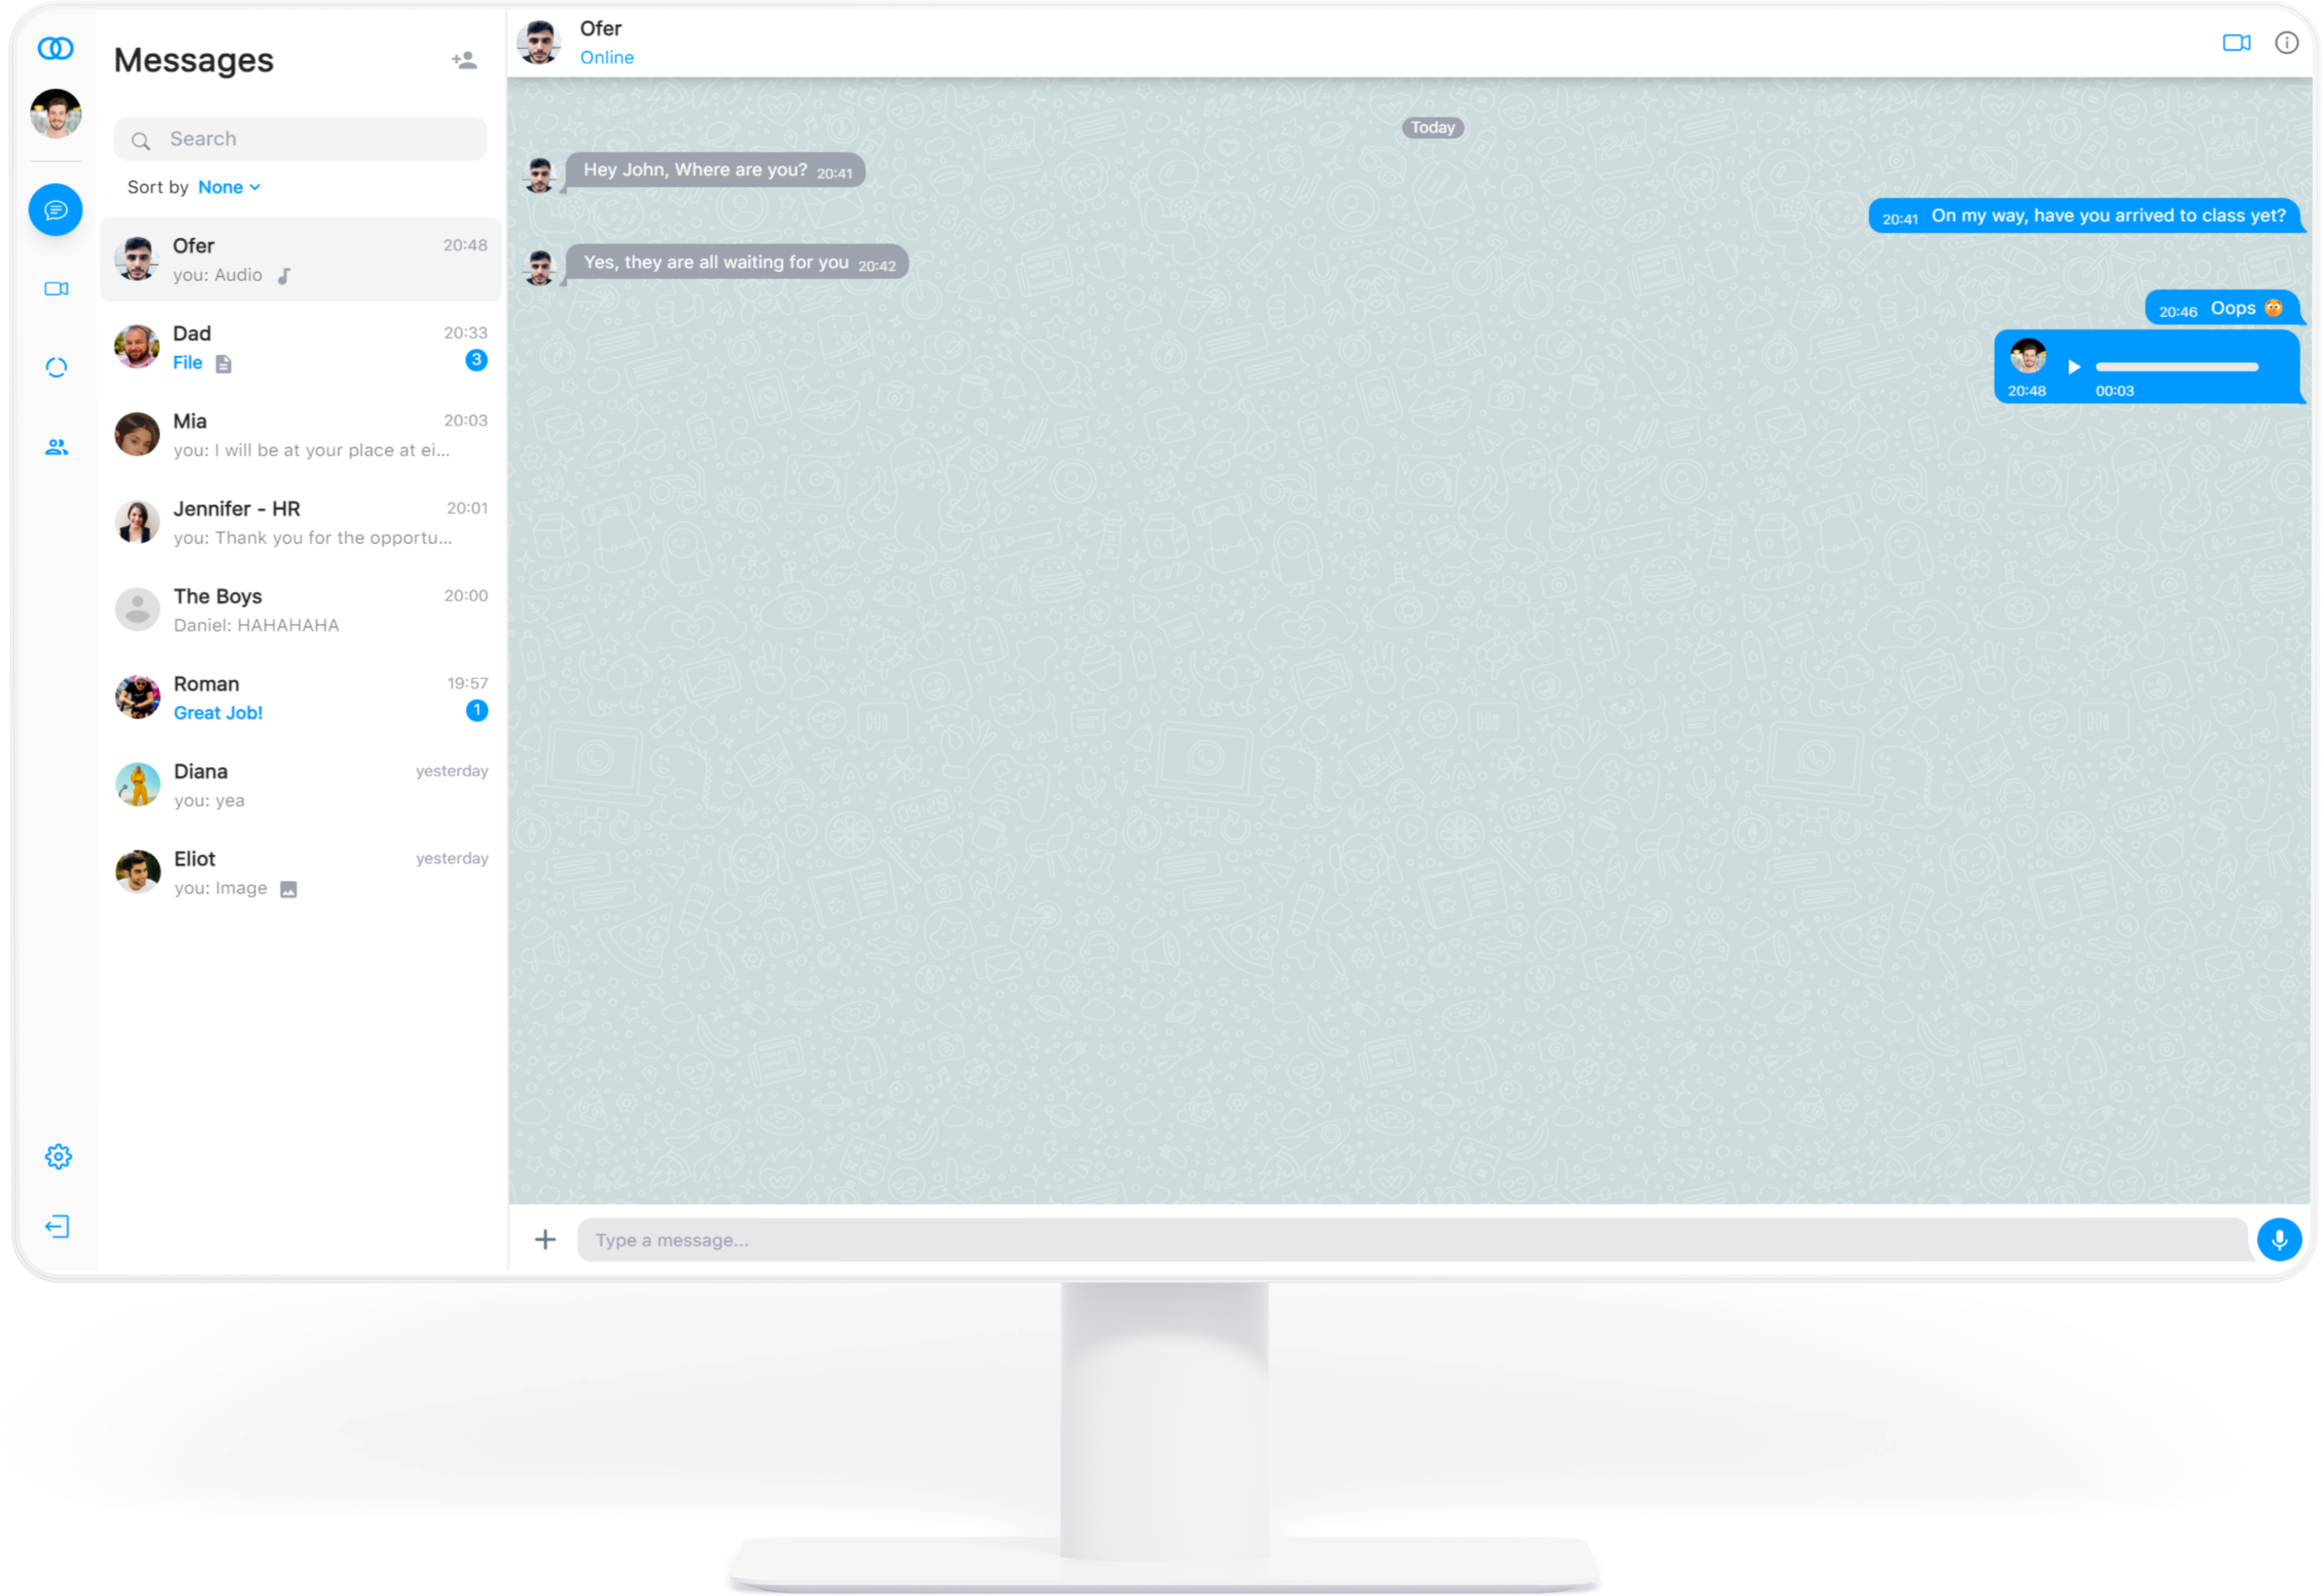 Messages
Search
Sort by None
Ofer 20:48
you: Audio
Dad 20:33
File 3
Mia 20:03
you: I will be at your place at ei...
Jennifer - HR 20:01
you: Thank you for the opportu...
The Boys 20:00
Daniel: HAHAHAHA
Roman 19:57
Great Job! 1
Diana yesterday
you: yea
Eliot yesterday
you: Image
Ofer
Online
Today
Hey John, Where are you? 20:41
20:41 On my way, have you arrived to class yet?
Yes, they are all waiting for you 20:42
20:46 Oops
20:48 00:03
Type a message...